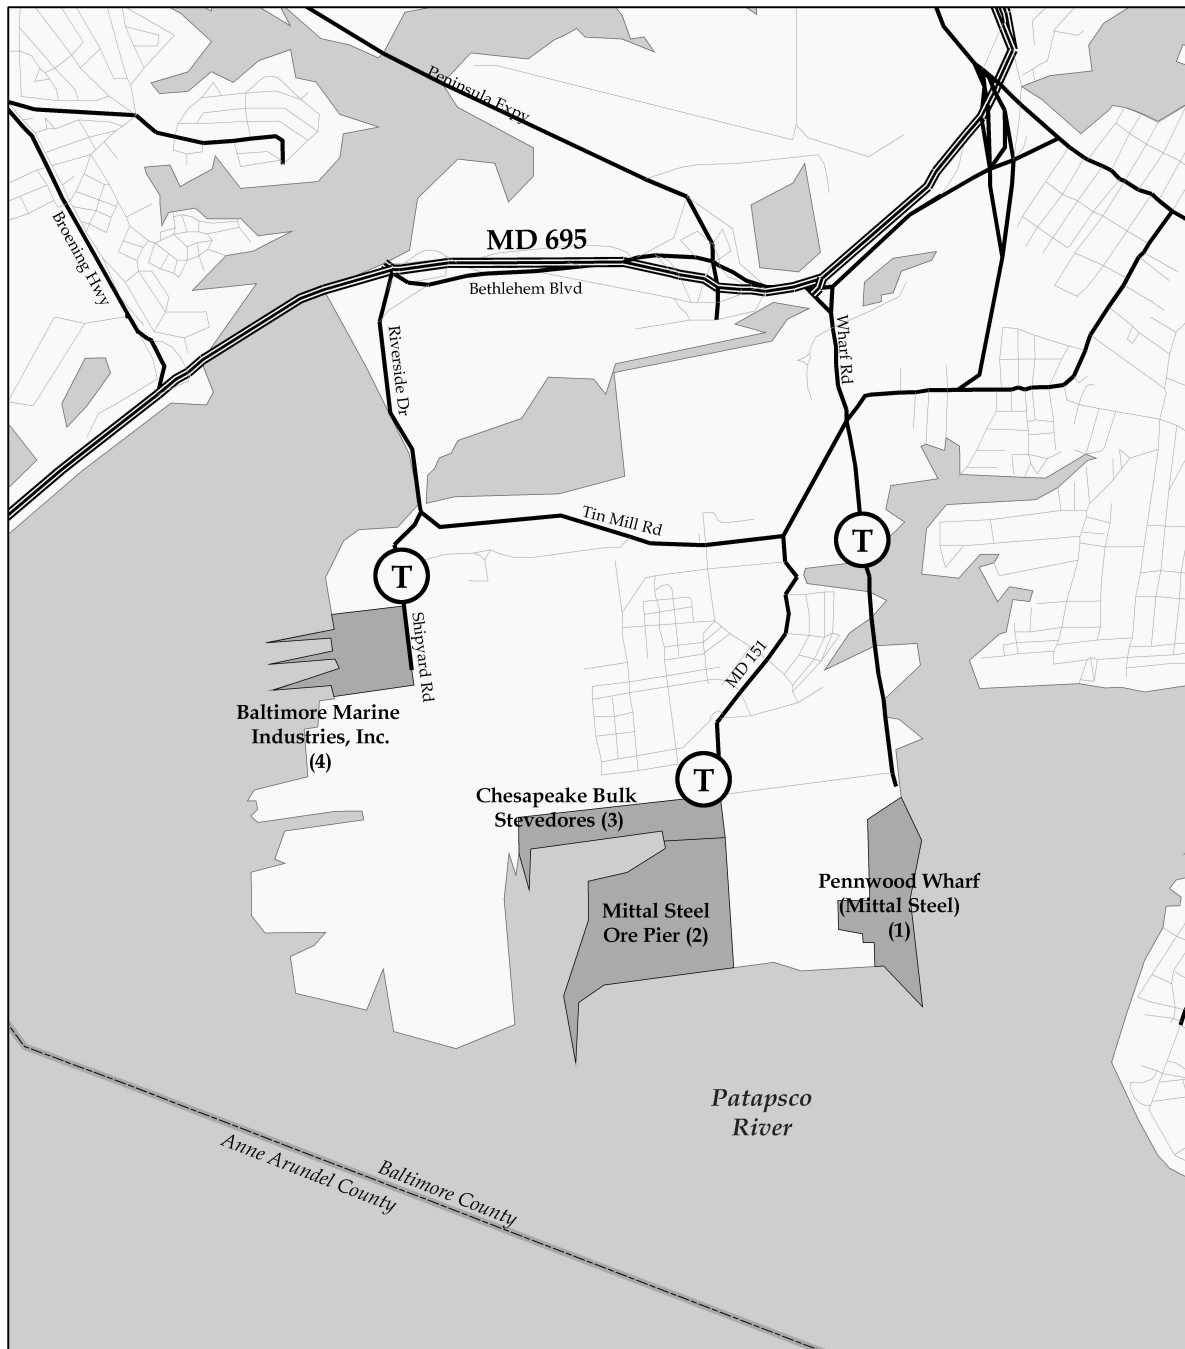 Peninsula Expy
Broening Hwy
MD 695
Bethlehem Blvd
Riverside Dr
Wharf Rd
Tin Mill Rd
T
T
Shipyard Rd
MD 151
Baltimore Marine
Industries, Inc.
(4)
T
Chesapeake Bulk
Stevedores (3)
Pennwood Wharf
(Mittal Steel)
(1)
Mittal Steel
Ore Pier (2)
Patapsco
River
Anne Arundel County
Baltimore County